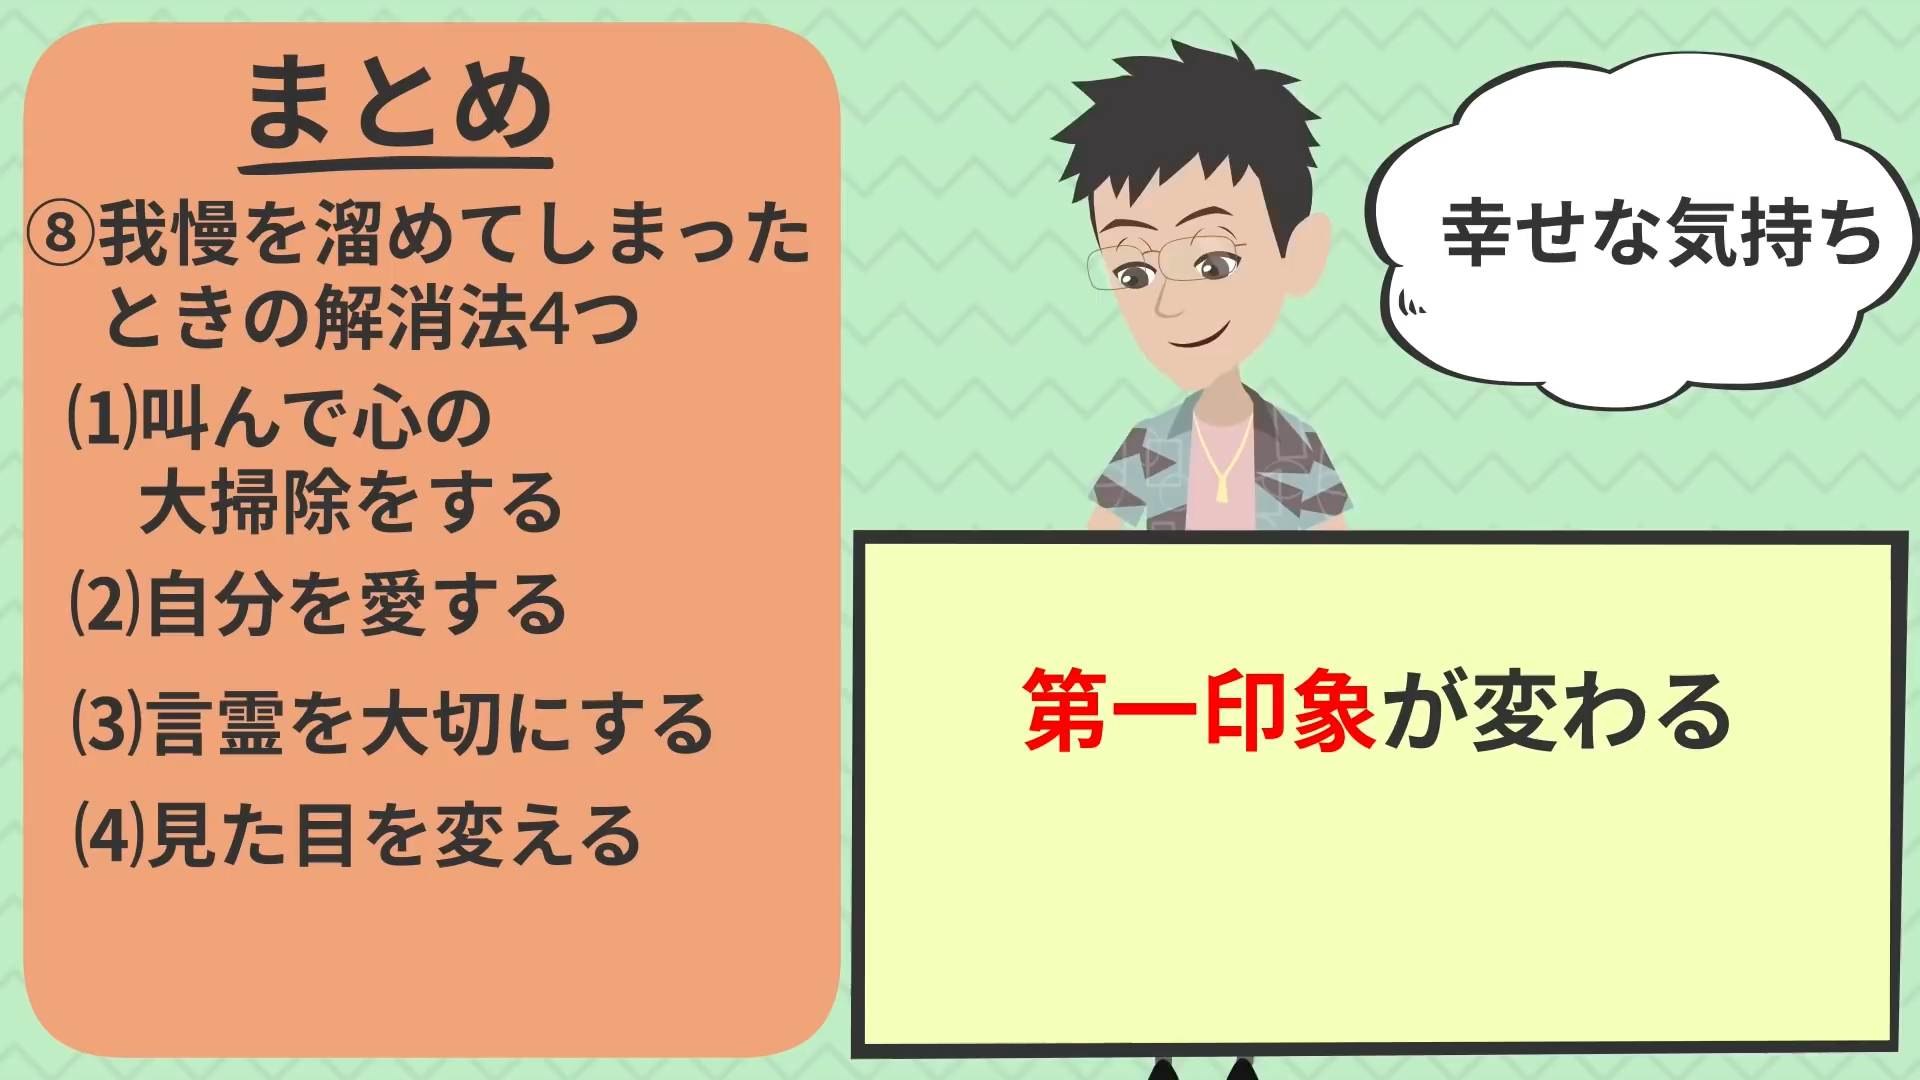 まとめ
⑧我慢を溜めてしまった
ときの解消法4つ
⑴叫んで心の
大掃除をする
⑵自分を愛する
⑶言霊を大切にする
⑷見た目を変える
幸せな気持ち
第一印象が変わる